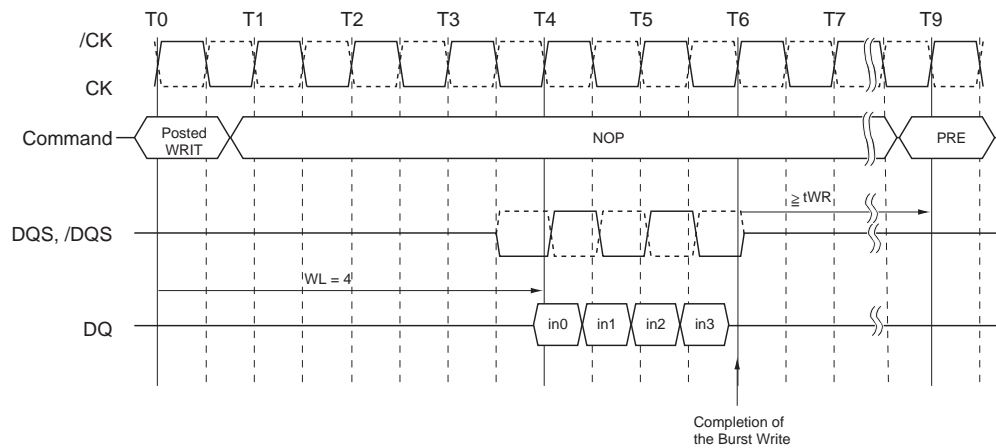 T0 T1 T2 T3 T4 T5 T6 T7 T9
/CK
CK
Command
Posted
WRIT
NOP
PRE
≧ tWR
DQS, /DQS
WL = 4
DQ
in0 in1 in2 in3
Completion of
the Burst Write